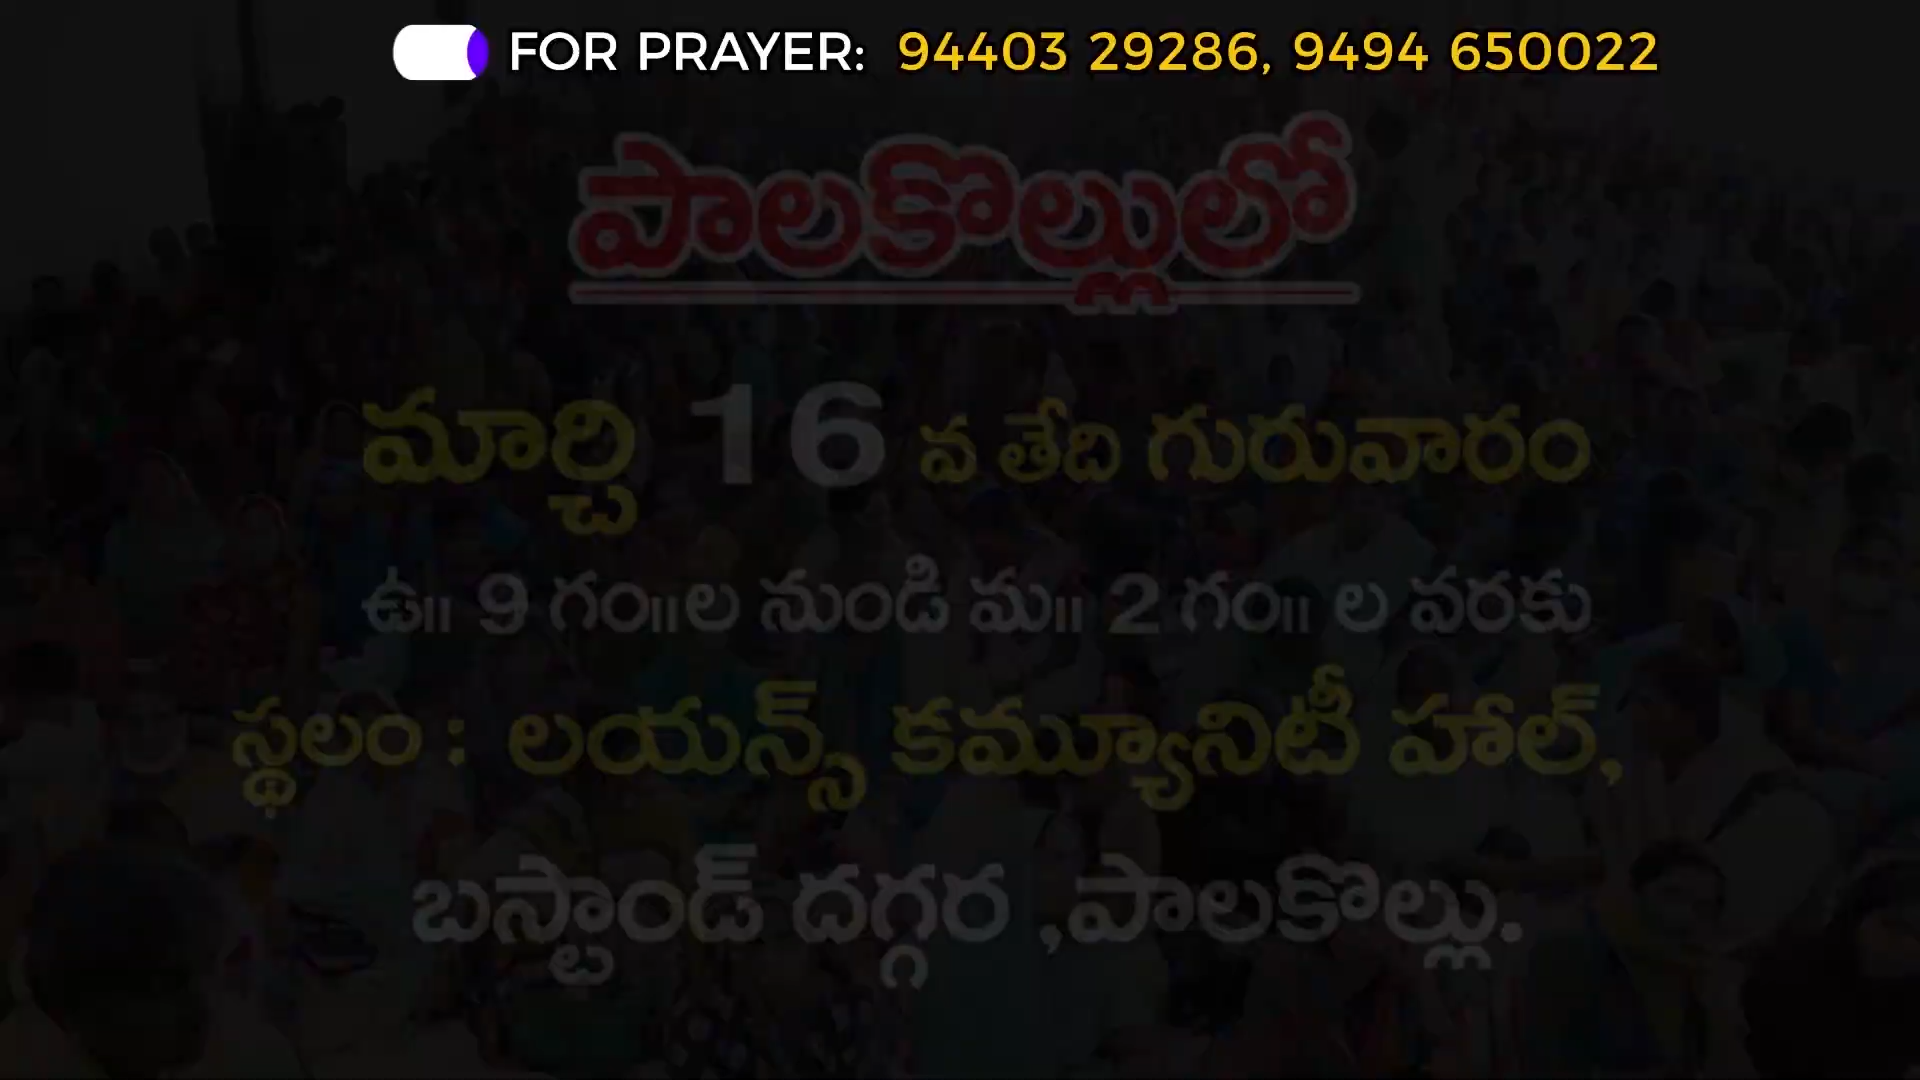 FOR PRAYER: 94403 29286, 9494 650022
పాలకొల్లులో
మార్చి 16 వ తేది గురువారం
ఉ॥ 9 గం॥ల నుండి మ॥ 2 గం॥ ల వరకు
స్థలం : లయన్స్ కమ్యూనిటీ హాల్,
బస్టాండ్ దగ్గర ,పాలకొల్లు.